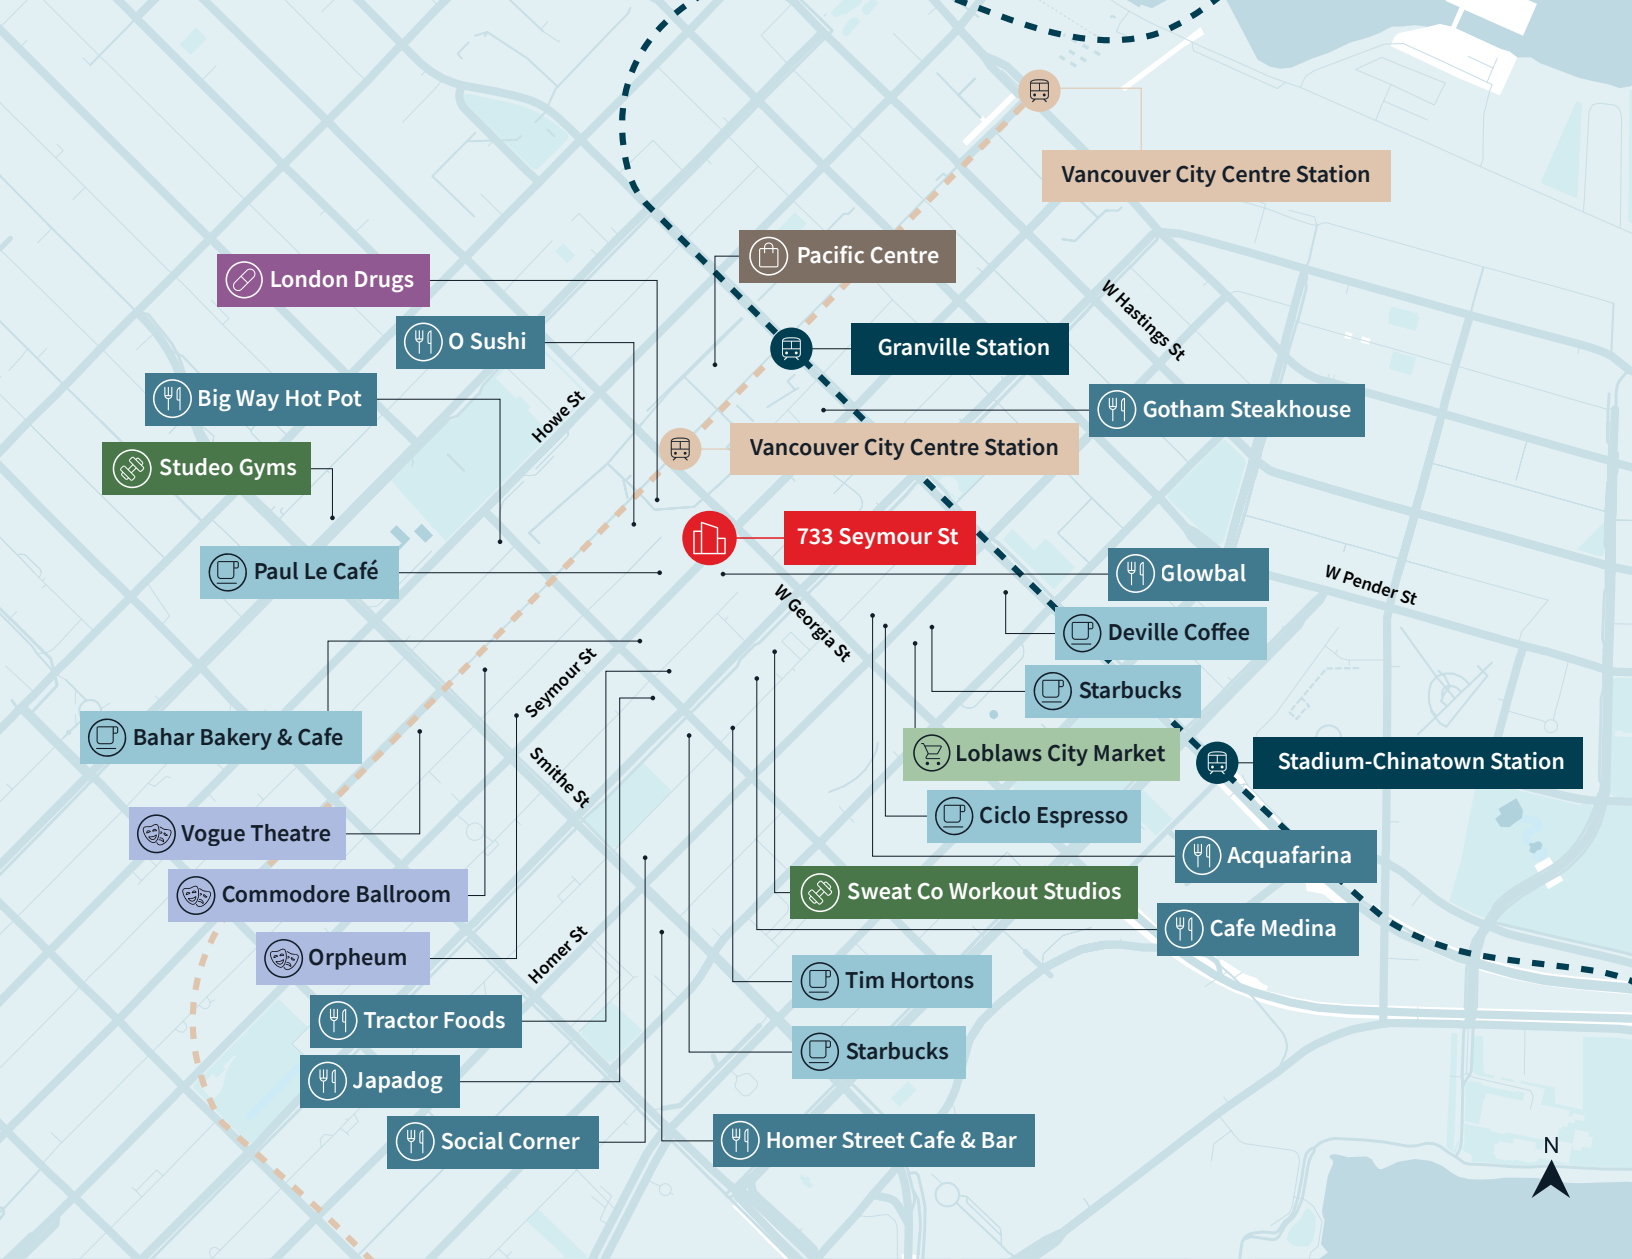 Vancouver City Centre Station
Pacific Centre
London Drugs
W Hastings St
O Sushi
Granville Station
Big Way Hot Pot
Howe St
Gotham Steakhouse
Vancouver City Centre Station
Studeo Gyms
733 Seymour St
Paul Le Café
Glowbal
W Pender St
W Georgia St
Deville Coffee
Seymour St
Starbucks
Bahar Bakery & Cafe
Loblaws City Market
Stadium-Chinatown Station
Smithe St
Ciclo Espresso
Vogue Theatre
Acquafarina
Commodore Ballroom
Sweat Co Workout Studios
Cafe Medina
Orpheum
Homer St
Tim Hortons
Tractor Foods
Starbucks
Japadog
Social Corner
Homer Street Cafe & Bar
N